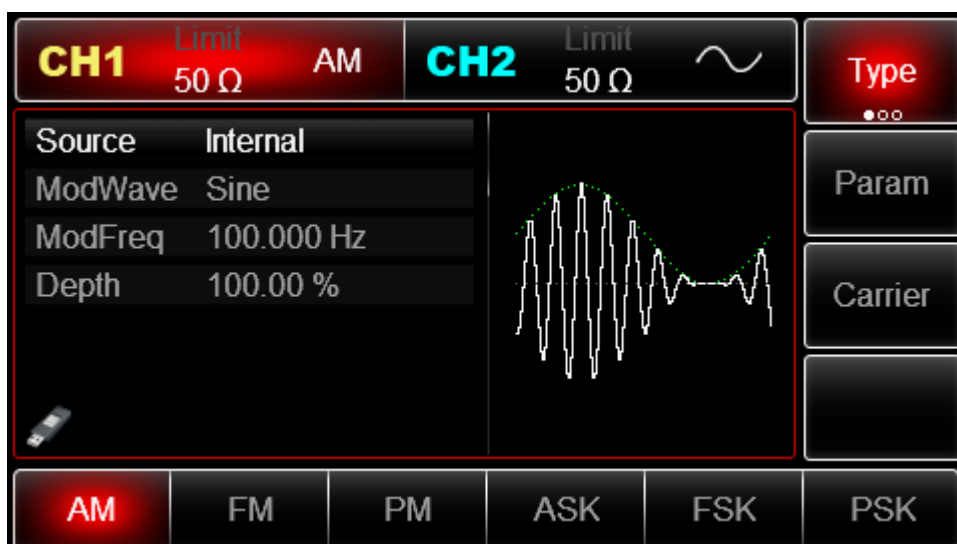 CH1 Limit 50 Ω AM
CH2 Limit 50 Ω
Type
Source Internal
ModWave Sine
ModFreq 100.000 Hz
Depth 100.00 %
Param
Carrier
AM FM PM ASK FSK PSK